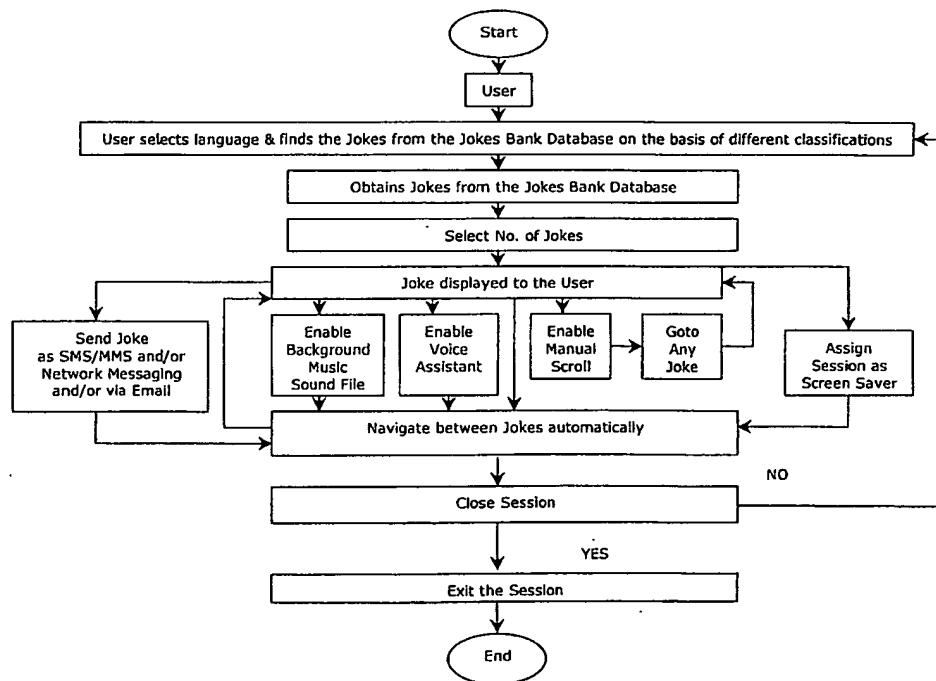 Start
User
User selects language & finds the Jokes from the Jokes Bank Database on the basis of different classifications
Obtains Jokes from the Jokes Bank Database
Select No. of Jokes
Joke displayed to the User
Send Joke
as SMS/MMS and/or
Network Messaging
and/or via Email
Enable
Background
Music
Sound File
Enable
Voice
Assistant
Enable
Manual
Scroll
Goto
Any
Joke
Assign
Session as
Screen Saver
Navigate between Jokes automatically
NO
Close Session
YES
Exit the Session
End